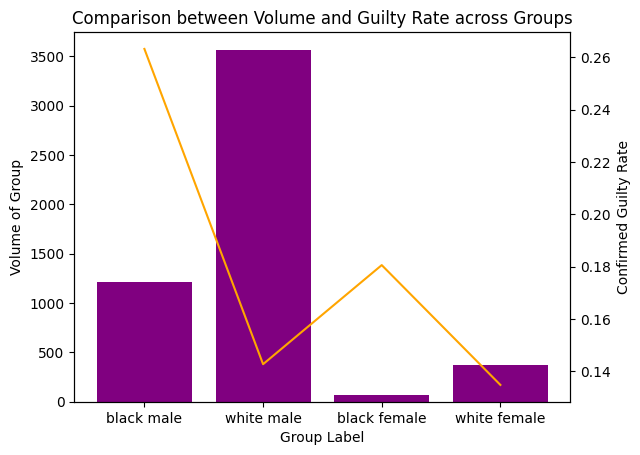 Comparison between Volume and Guilty Rate across Groups
Volume of Group
3500
3000
2500
2000
1500
1000
500
0
0.26
0.24
0.22
0.20
0.18
0.16
0.14
Confirmed Guilty Rate
black male
white male
black female
white female
Group Label